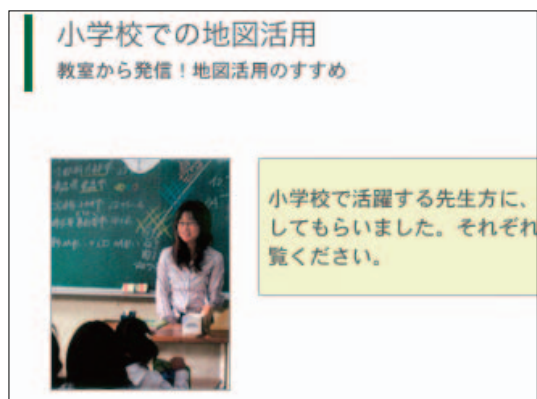 小学校での地図活用
教室から発信！地図活用のすすめ
小学校で活躍する先生方に、
してもらいました。それぞれ
覧ください。